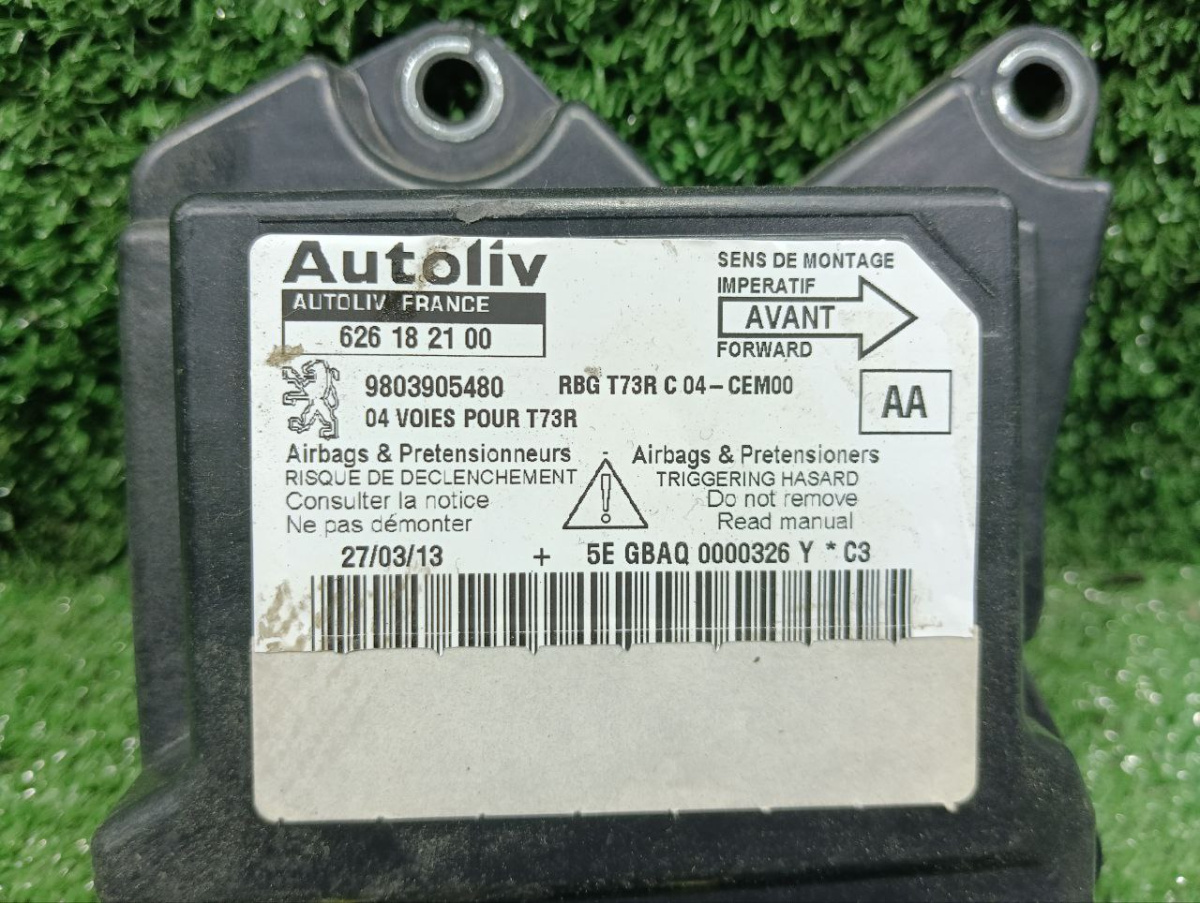 Autoliv
AUTOLIV FRANCE
626 18 21 00
SENS DE MONTAGE
IMPERATIF
AVANT
FORWARD
9803905480 RBG T73R C 04-CEM00
04 VOIES POUR T73R
AA
Airbags & Pretensionneurs
RISQUE DE DECLENCHEMENT
Consulter la notice
Ne pas démonter
!
- Airbags & Pretensioners
TRIGGERING HASARD
Do not remove
Read manual
27/03/13 + 5E GBAQ 0000326 Y * C3